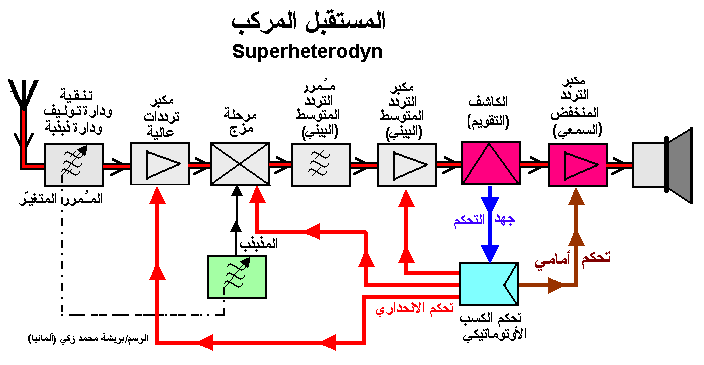 المستقبل المركب
Superheterodyn
تنقية
ودارة توليف
ودارة نبذبة
مكبر
ترددات
عالية
مرحلة
مزج
مُمرر
التردد
المتوسط
(البيني)
مكبر
التردد
المتوسط
(البيني)
الكاشف
(التقويم)
مكبر
التردد
المنخفض
(السمعي)
المُمرر المتغيّر
المذبذب
جهد التحكم
تحكم أمامي
تحكم الانحداري
تحكم الكسب
الأوتوماتيكي
الرسم/بريشة محمد زكي (ألمانيا)